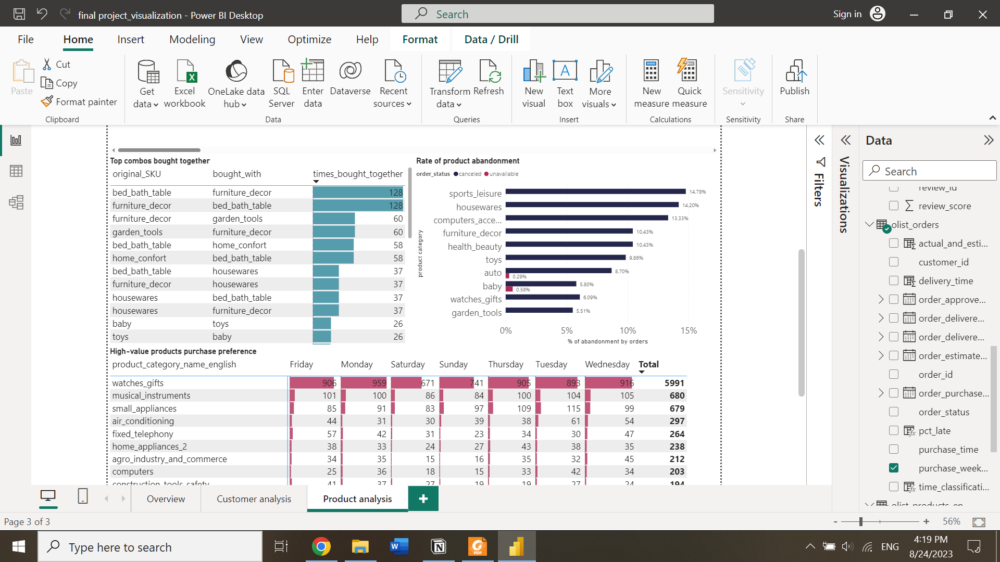 final project_visualization - Power BI Desktop
Search
Sign in
File Home Insert Modeling View Optimize Help Format Data / Drill
Paste
Cut
Copy
Format painter
Clipboard
Get data
Excel workbook
OneLake data hub
SQL Server
Enter data
Dataverse
Recent sources
Data
Transform data
Refresh
Queries
New visual
Text box
A
More visuals
Insert
New measure
Quick measure
Calculations
Sensitivity
Sensitivity
Publish
Share
Top combos bought together
original_SKU bought_with times_bought_together
bed_bath_table furniture_decor 128
furniture_decor bed_bath_table 128
furniture_decor garden_tools 60
garden_tools furniture_decor 60
bed_bath_table home_confort 58
home_confort bed_bath_table 58
bed_bath_table housewares 37
furniture_decor housewares 37
housewares bed_bath_table 37
housewares furniture_decor 37
baby toys 26
toys baby 26
Rate of product abandonment
order_status canceled unavailable
product category
sports_leisure 14.78%
housewares 14.20%
computers_acce... 13.33%
furniture_decor 10.43%
health_beauty 10.43%
toys 9.86%
auto 8.70%
0.29%
baby 5.80%
0.58%
watches_gifts 6.09%
garden_tools 5.51%
0% 5% 10% 15%
% of abandonment by orders
High-value products purchase preference
product_category_name_english Friday Monday Saturday Sunday Thursday Tuesday Wednesday Total
watches_gifts 906 959 671 741 905 893 916 5991
musical_instruments 101 100 86 84 100 104 105 680
small_appliances 85 91 83 97 109 115 99 679
air_conditioning 44 31 30 39 38 61 54 297
fixed_telephony 57 42 31 23 34 30 47 264
home_appliances_2 38 33 24 27 43 38 35 238
agro_industry_and_commerce 34 35 15 16 35 32 45 212
computers 25 36 18 15 33 42 34 203
construction_tools_safety 41 37 27 19 19 27 24 194
Filters
Visualizations
Data
Search
review_id
review_score
olist_orders
actual_and_esti...
customer_id
delivery_time
order_approve...
order_delivere...
order_delivere...
order_estimate...
order_id
order_purchase...
order_status
pct_late
purchase_time
purchase_week...
time_classificati...
olist_products_en
Overview Customer analysis Product analysis +
Page 3 of 3
- + 56%
Type here to search
ENG
4:19 PM
8/24/2023